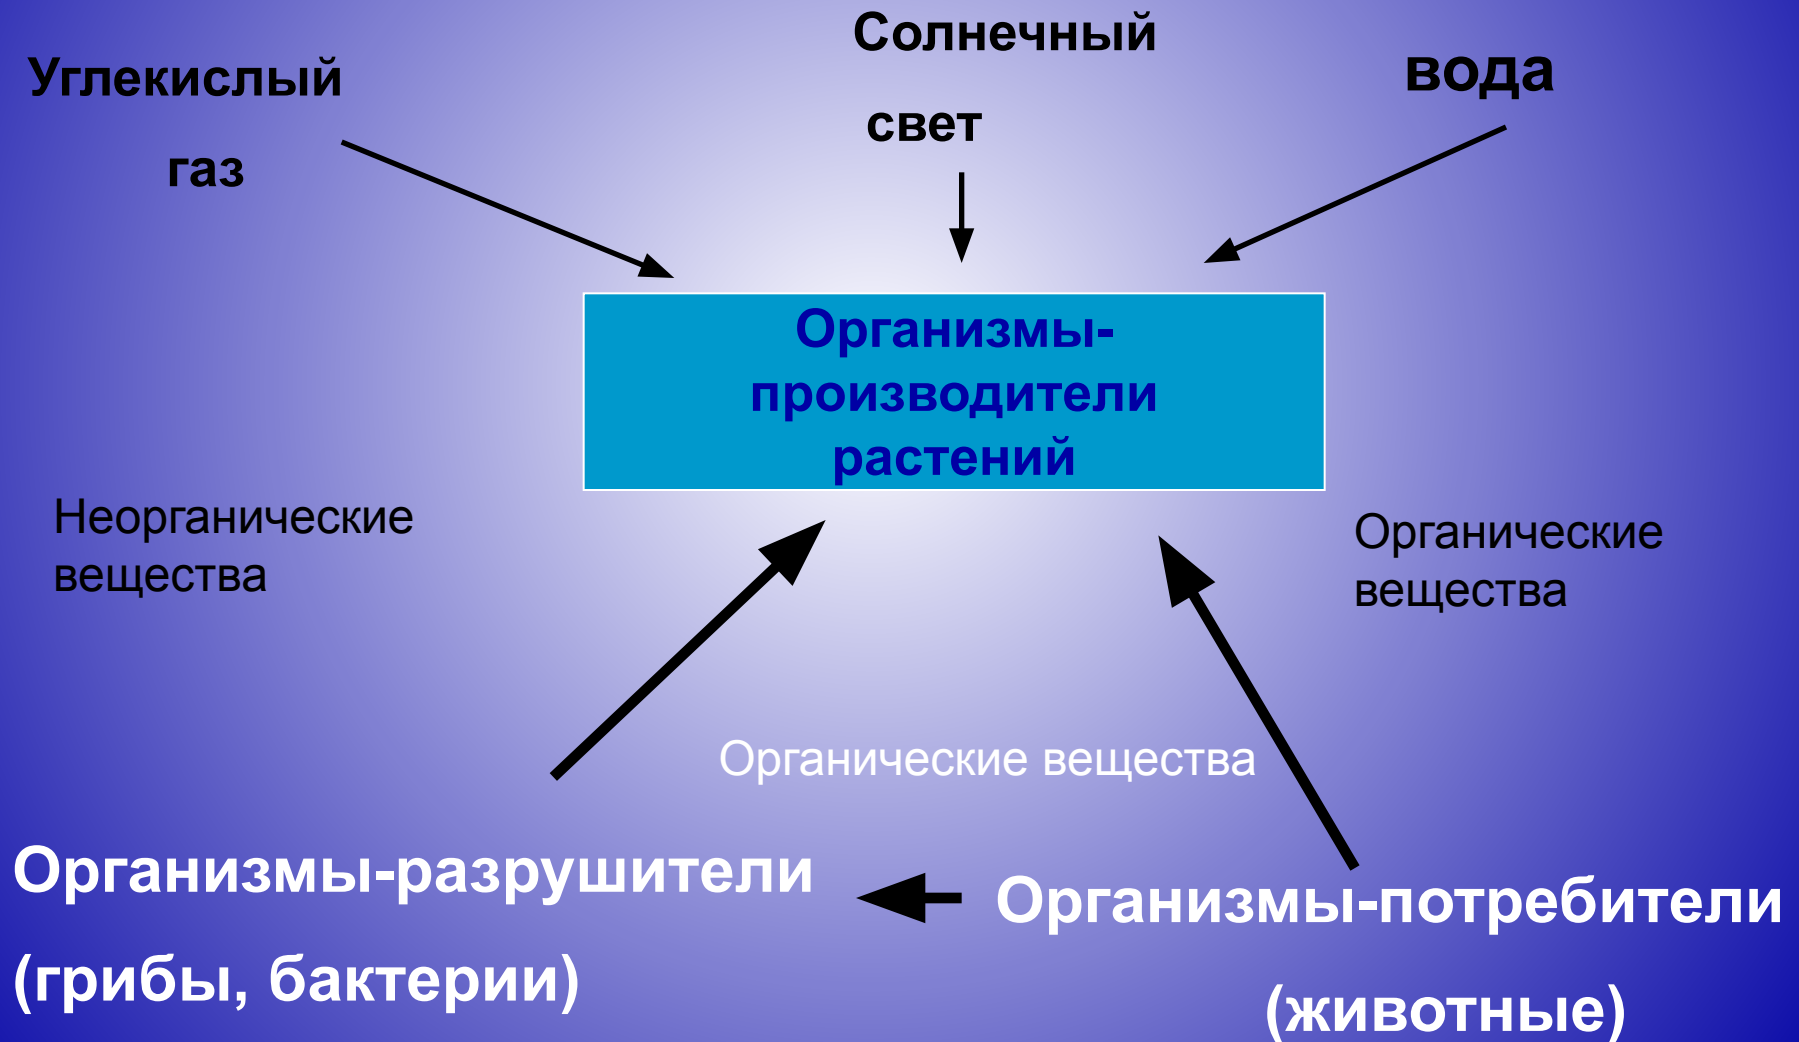 Углекислый
газ
Солнечный
свет
вода
Организмы-
производители
растений
Неорганические
вещества
Органические
вещества
Органические вещества
Организмы-разрушители
(грибы, бактерии)
Организмы-потребители
(животные)